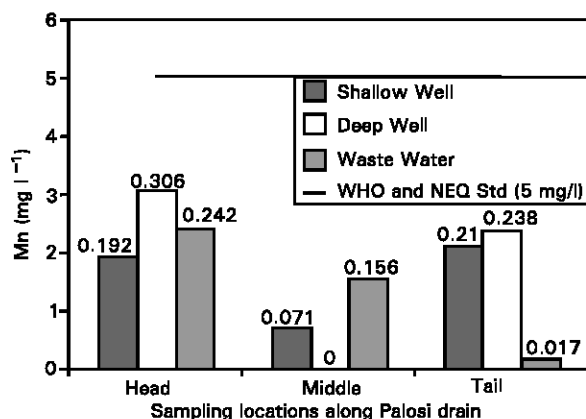 6
5
4
3
2
1
0
Mn (mg l⁻¹)
Shallow Well
Deep Well
Waste Water
WHO and NEQ Std (5 mg/l)
0.192
0.306
0.242
0.071
0
0.156
0.21
0.238
0.017
Head
Middle
Tail
Sampling locations along Palosi drain